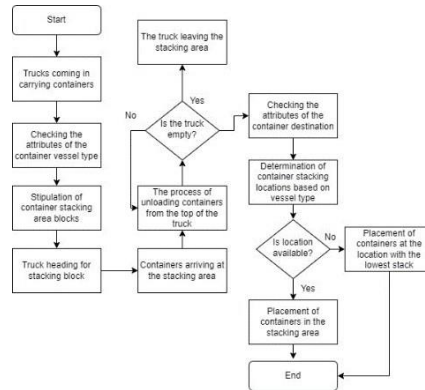 Start
Trucks coming in
carrying containers
Checking the
attributes of the
container vessel type
Stipulation of
container stacking
area blocks
Truck heading for
stacking block
The truck leaving the
stacking area
Yes
No
Is the truck
empty?
The process of
unloading containers
from the top of the
truck
Containers arriving at
the stacking area
Checking the
attributes of the
container destination
Determination of
container stacking
locations based on
vessel type
Is location
available?
No
Yes
Placement of
containers at the
location with the
lowest stack
Placement of
containers in the
stacking area
End